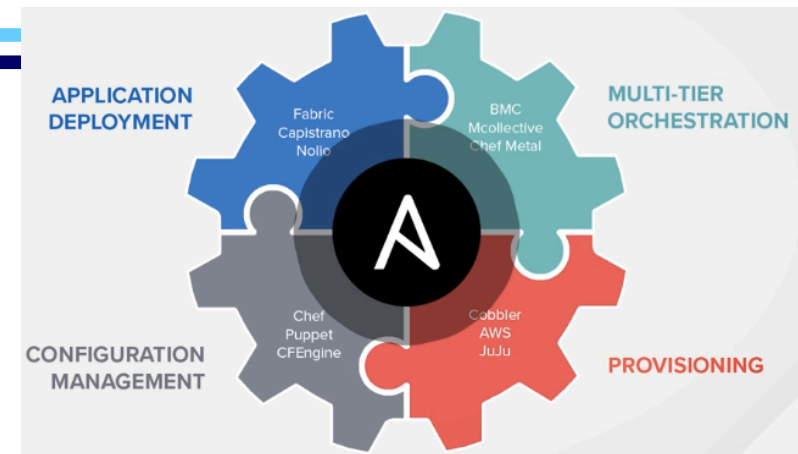 APPLICATION
DEPLOYMENT
Fabric
Capistrano
Nolio
BMC
Mcollective
Chef Metal
MULTI-TIER
ORCHESTRATION
CONFIGURATION
MANAGEMENT
Chef
Puppet
CFEngine
Cobbler
AWS
JuJu
PROVISIONING